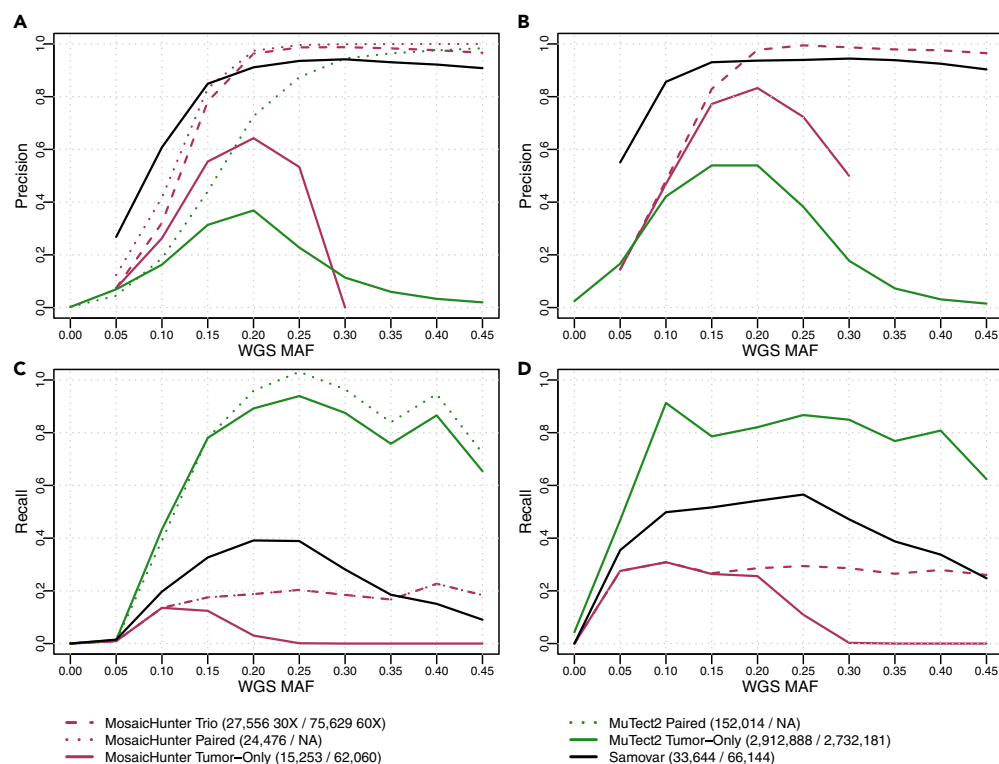 A
B
Precision
0.0 0.2 0.4 0.6 0.8 1.0
0.00 0.05 0.10 0.15 0.20 0.25 0.30 0.35 0.40 0.45
WGS MAF
Precision
0.0 0.2 0.4 0.6 0.8 1.0
0.00 0.05 0.10 0.15 0.20 0.25 0.30 0.35 0.40 0.45
WGS MAF
C
D
Recall
0.0 0.2 0.4 0.6 0.8 1.0
0.00 0.05 0.10 0.15 0.20 0.25 0.30 0.35 0.40 0.45
WGS MAF
Recall
0.0 0.2 0.4 0.6 0.8 1.0
0.00 0.05 0.10 0.15 0.20 0.25 0.30 0.35 0.40 0.45
WGS MAF
MosaicHunter Trio (27,556 30X / 75,629 60X)
MosaicHunter Paired (24,476 / NA)
MosaicHunter Tumor−Only (15,253 / 62,060)
MuTect2 Paired (152,014 / NA)
MuTect2 Tumor−Only (2,912,888 / 2,732,181)
Samovar (33,644 / 66,144)